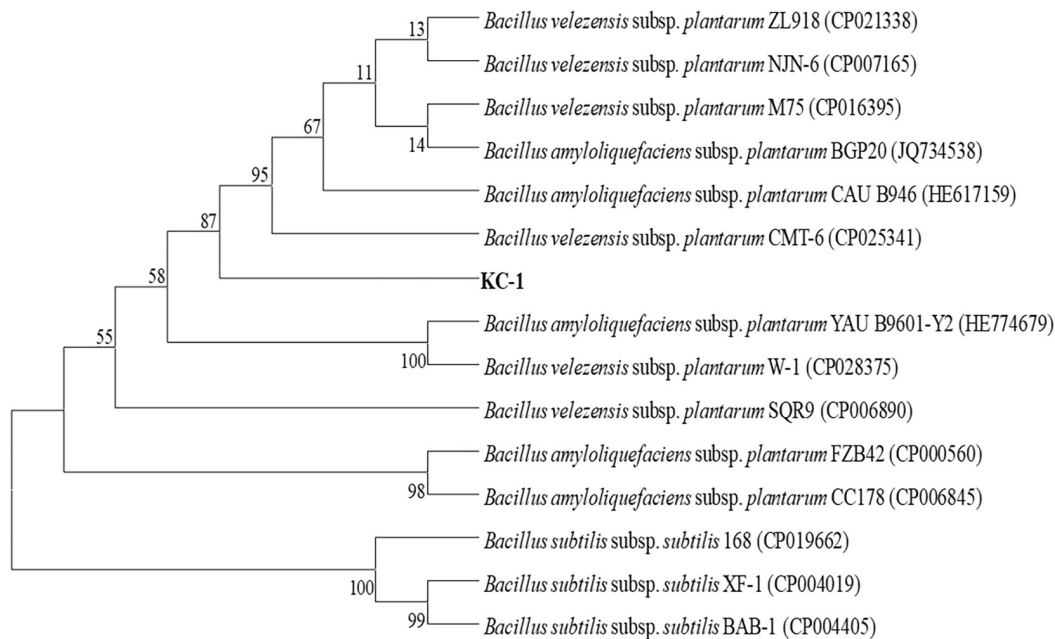 13
Bacillus velezensis subsp. plantarum ZL918 (CP021338)
Bacillus velezensis subsp. plantarum NJN-6 (CP007165)
11
Bacillus velezensis subsp. plantarum M75 (CP016395)
67
14
Bacillus amyloliquefaciens subsp. plantarum BGP20 (JQ734538)
95
Bacillus amyloliquefaciens subsp. plantarum CAU B946 (HE617159)
87
Bacillus velezensis subsp. plantarum CMT-6 (CP025341)
58
KC-1
55
Bacillus amyloliquefaciens subsp. plantarum YAU B9601-Y2 (HE774679)
100
Bacillus velezensis subsp. plantarum W-1 (CP028375)
Bacillus velezensis subsp. plantarum SQR9 (CP006890)
Bacillus amyloliquefaciens subsp. plantarum FZB42 (CP000560)
98
Bacillus amyloliquefaciens subsp. plantarum CC178 (CP006845)
Bacillus subtilis subsp. subtilis 168 (CP019662)
100
Bacillus subtilis subsp. subtilis XF-1 (CP004019)
99
Bacillus subtilis subsp. subtilis BAB-1 (CP004405)